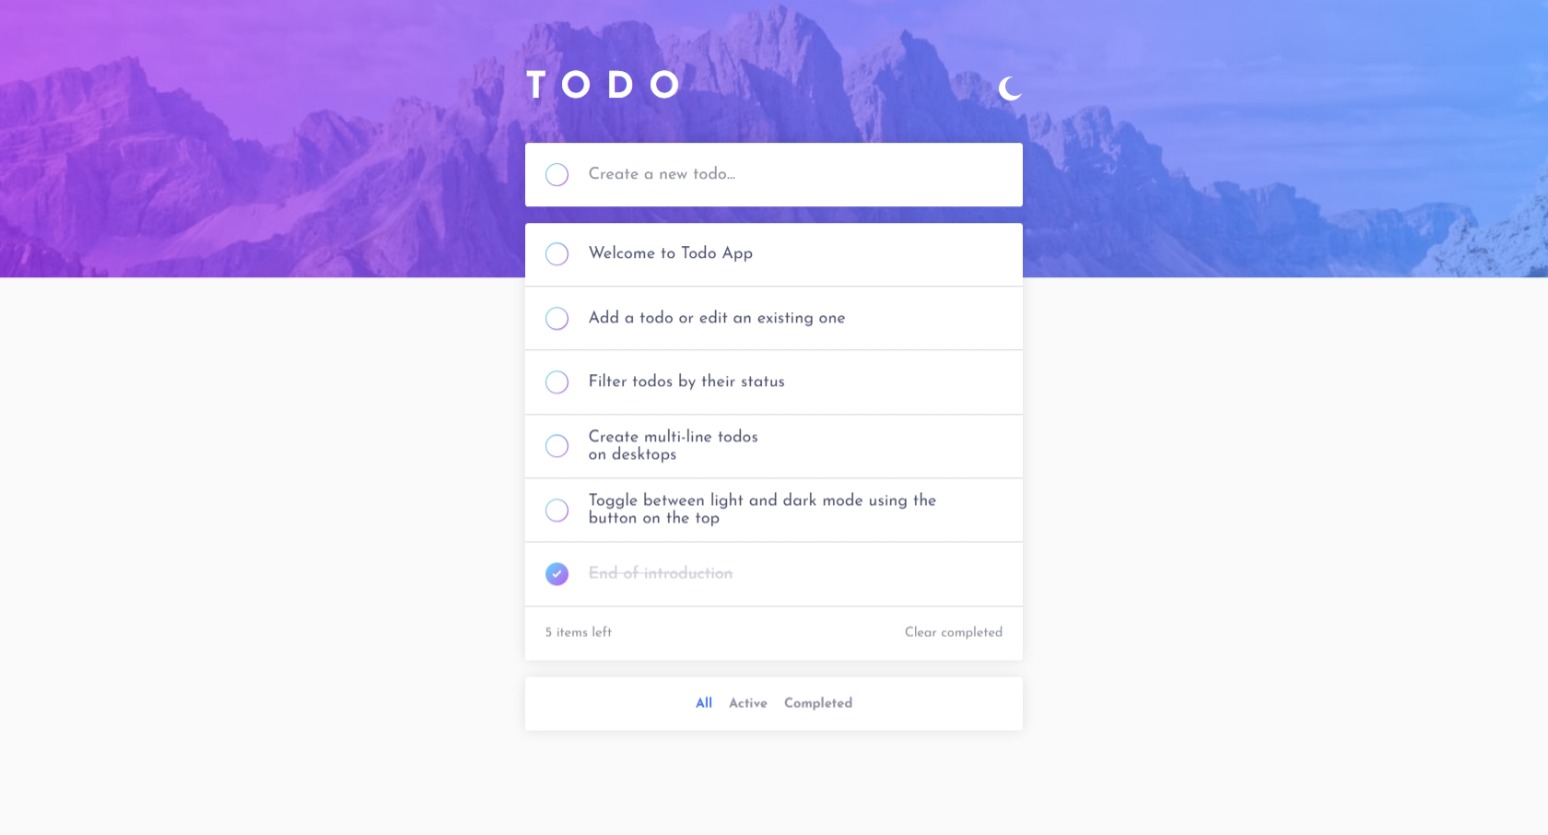 TODO
Create a new todo...
Welcome to Todo App
Add a todo or edit an existing one
Filter todos by their status
Create multi-line todos
on desktops
Toggle between light and dark mode using the
button on the top
End of introduction
5 items left
Clear completed
All Active Completed